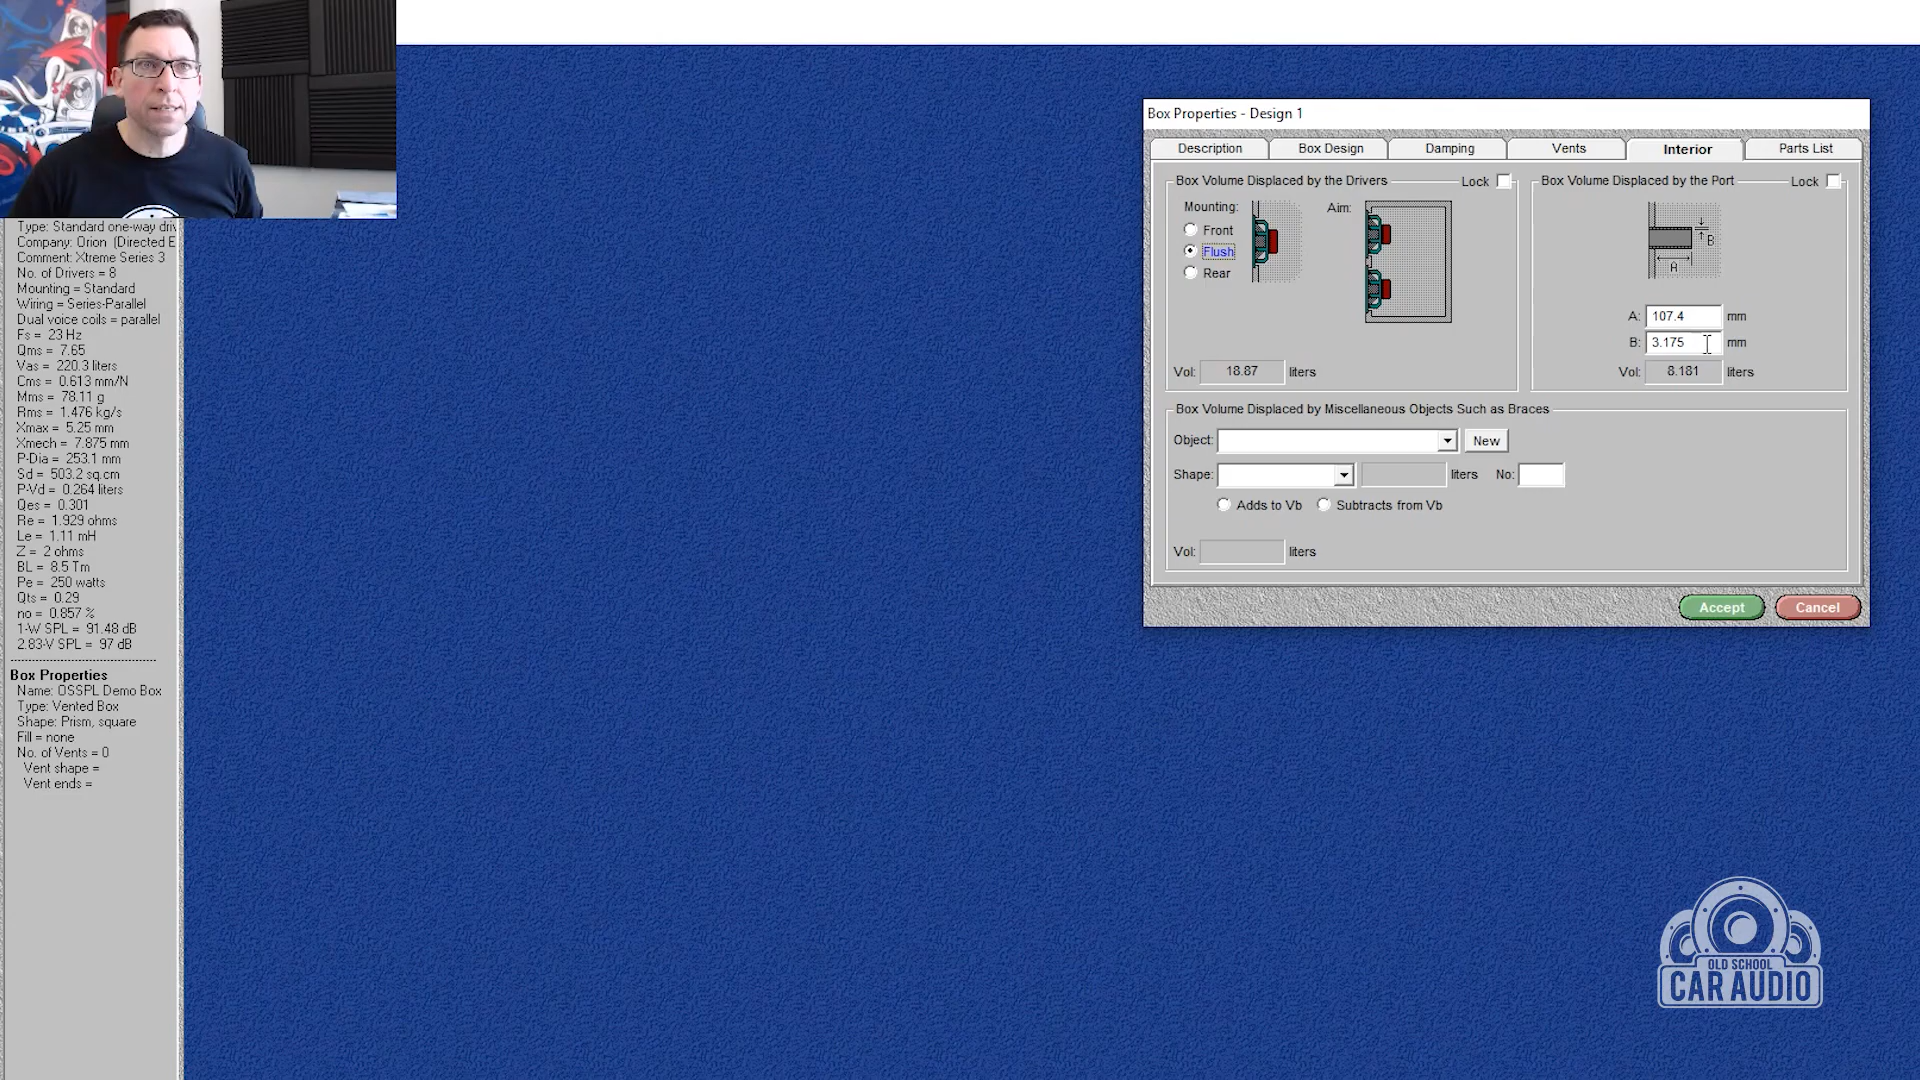 Type: Standard one-way driv
Company: Orion (Directed E
Comment: Xtreme Series 3
No. of Drivers = 8
Mounting = Standard
Wiring = Series-Parallel
Dual voice coils = parallel
Fs = 23 Hz
Qms = 7.65
Vas = 220.3 liters
Cms = 0.613 mm/N
Mms = 78.11 g
Rms = 1.476 kg/s
Xmax = 5.25 mm
Xmech = 7.875 mm
P-Dia = 253.1 mm
Sd = 503.2 sq.cm
P-Vd = 0.264 liters
Qes = 0.301
Re = 1.929 ohms
Le = 1.11 mH
Z = 2 ohms
BL = 8.5 Tm
Pe = 250 watts
Qts = 0.29
no = 0.857 %
1-W SPL = 91.48 dB
2.83-V SPL = 97 dB
Box Properties
Name: OSSPL Demo Box
Type: Vented Box
Shape: Prism, square
Fill = none
No. of Vents = 0
Vent shape =
Vent ends =
Box Properties - Design 1
Description Box Design Damping Vents Interior Parts List
Box Volume Displaced by the Drivers Lock
Mounting: Aim:
Front
Flush
Rear
Vol: 18.87 liters
Box Volume Displaced by the Port Lock
B
A
A: 107.4 mm
B: 3.175 mm
Vol: 8.181 liters
Box Volume Displaced by Miscellaneous Objects Such as Braces
Object: New
Shape: liters No:
Adds to Vb Subtracts from Vb
Vol: liters
Accept Cancel
OLD SCHOOL
CAR AUDIO